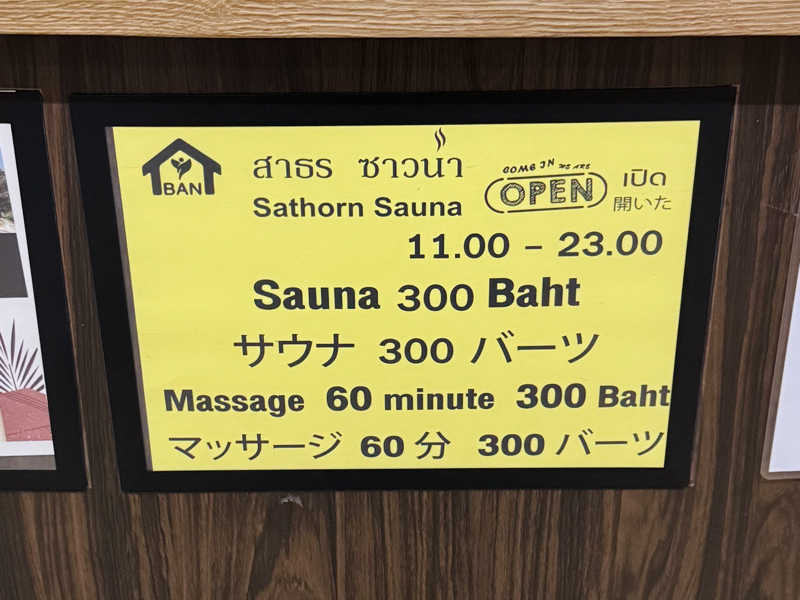 BAN
สาธร ซาวน่า
Sathorn Sauna
COME IN WE ARE
OPEN
เปิด
開いた
11.00 – 23.00
Sauna 300 Baht
サウナ 300 バーツ
Massage 60 minute 300 Baht
マッサージ 60 分 300 バーツ